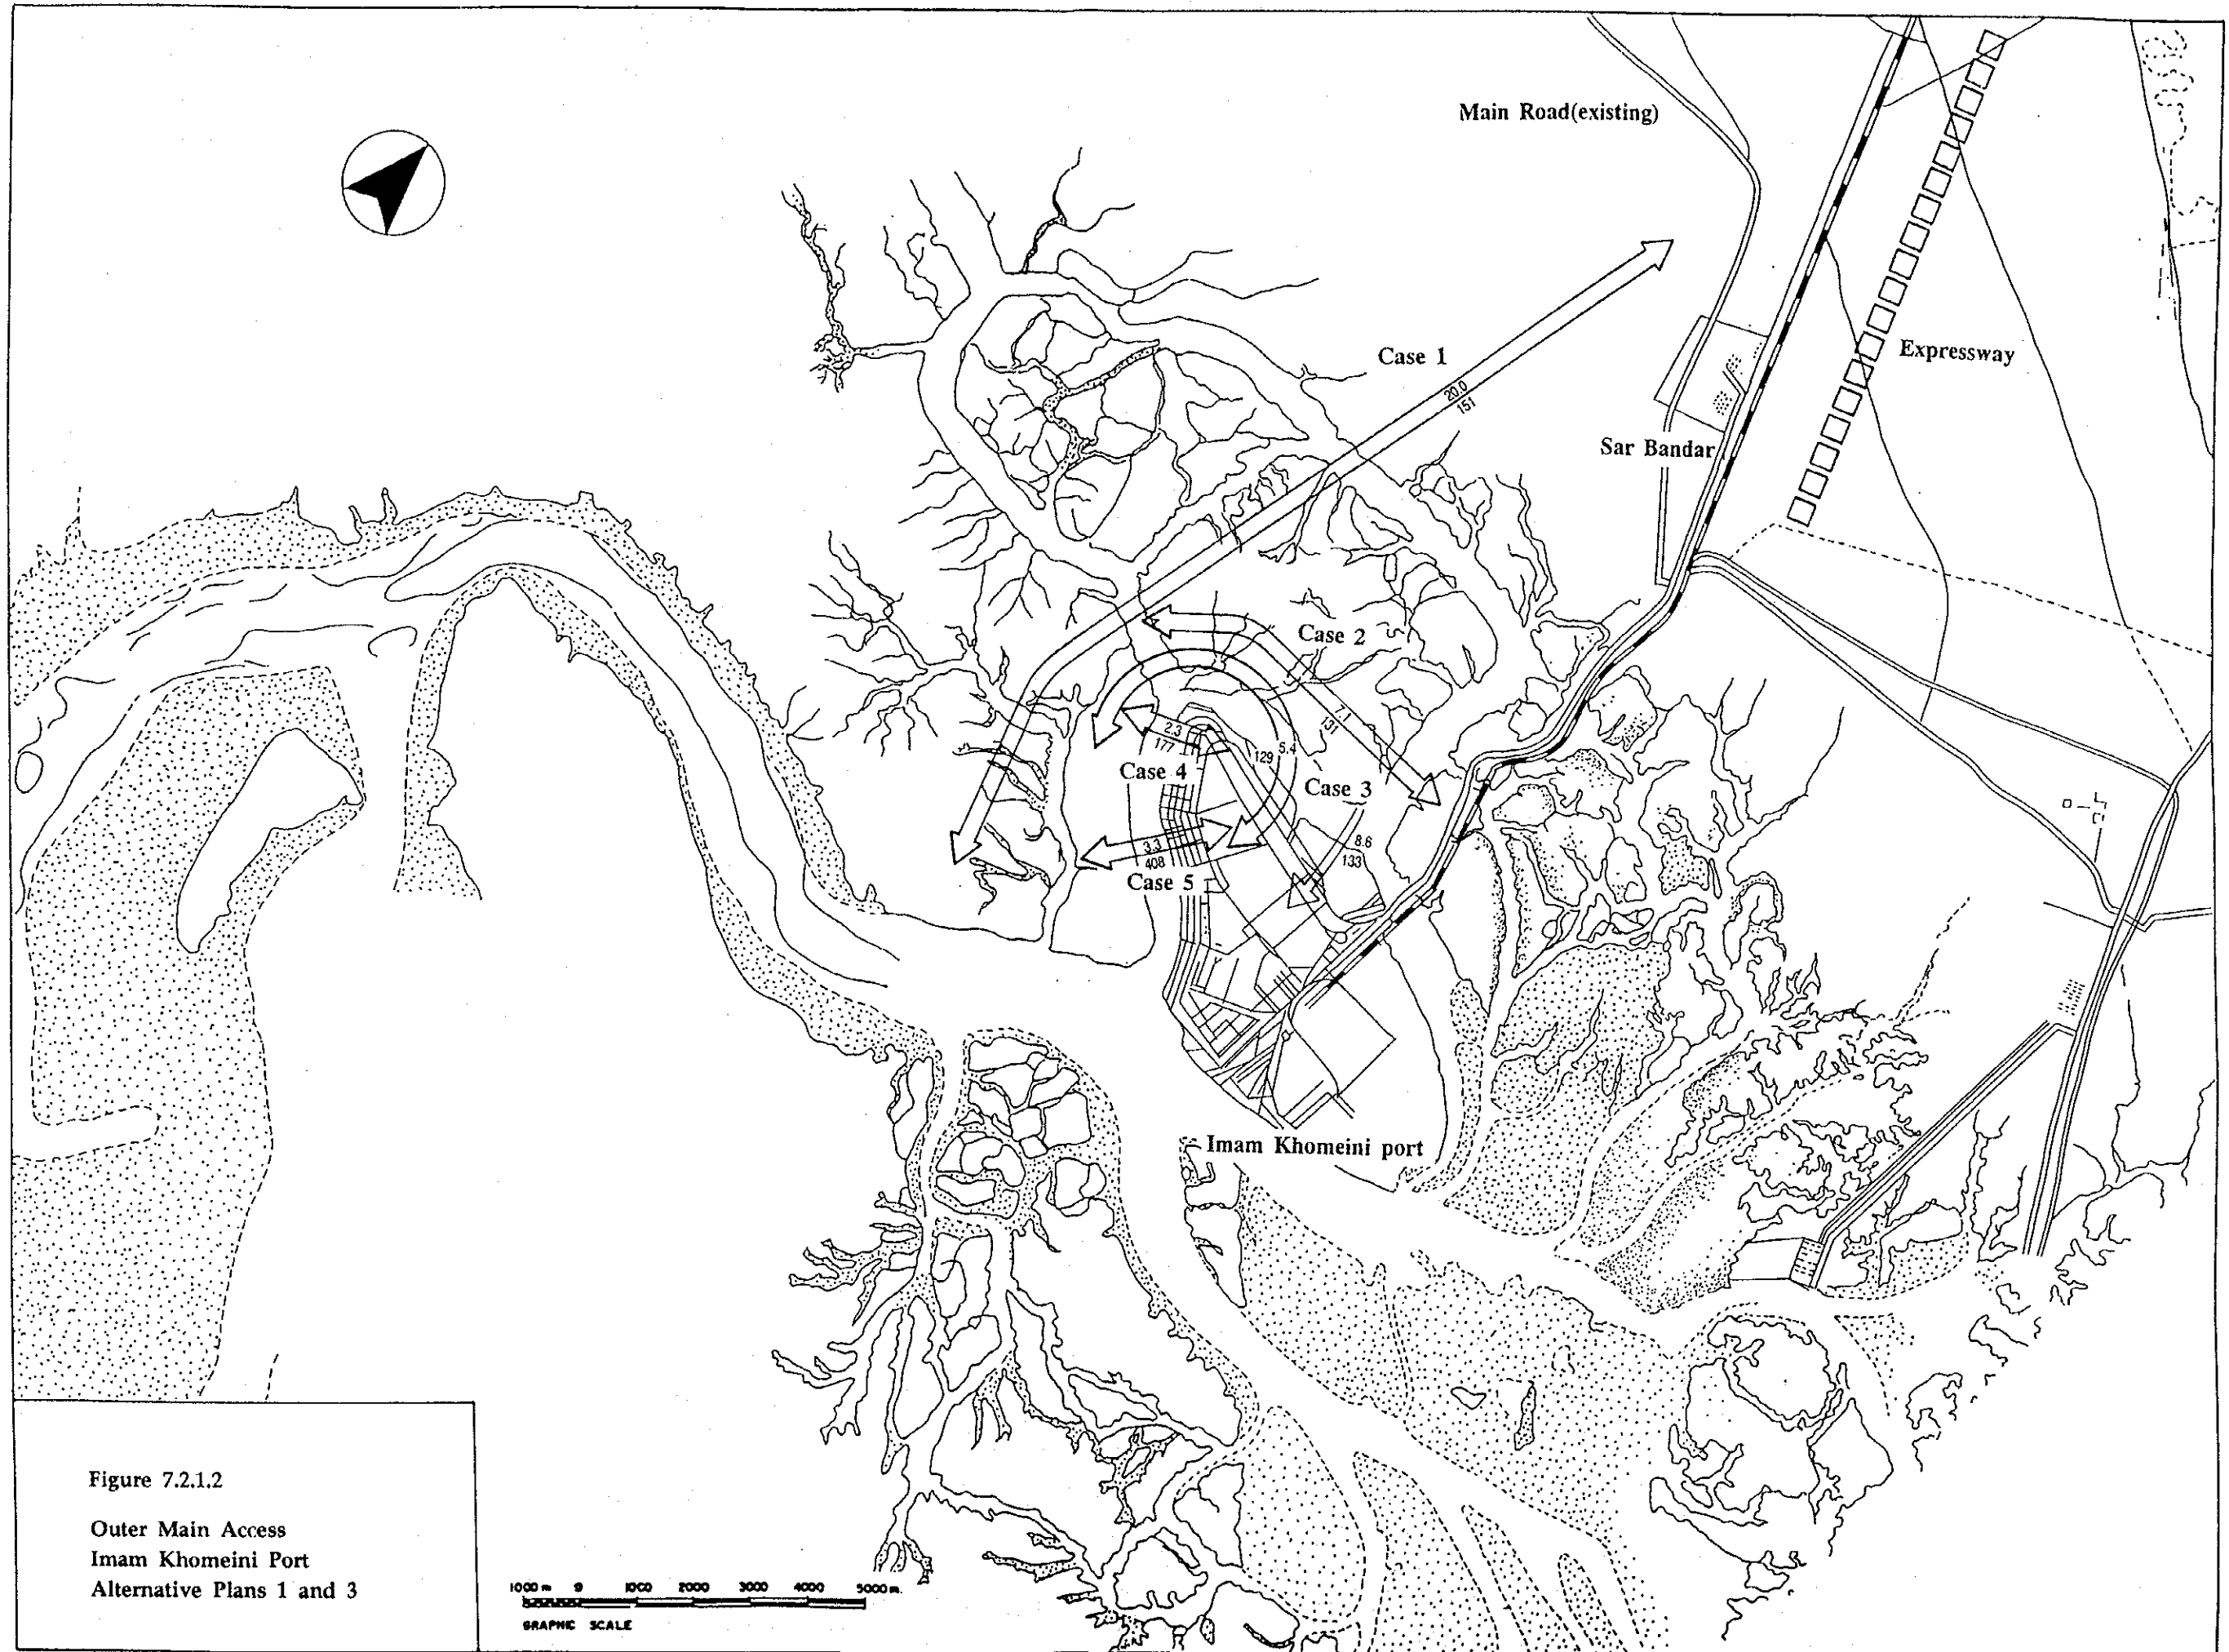 Main Road(existing)
Case 1
20.0
151
Expressway
Sar Bandar
Case 2
7.1
131
2.3
177
129
5.4
Case 4
Case 3
8.6
133
3.3
408
Case 5
Imam Khomeini port
Figure 7.2.1.2
Outer Main Access
Imam Khomeini Port
Alternative Plans 1 and 3
1000 m 0 1000 2000 3000 4000 5000 m.
GRAPHIC SCALE